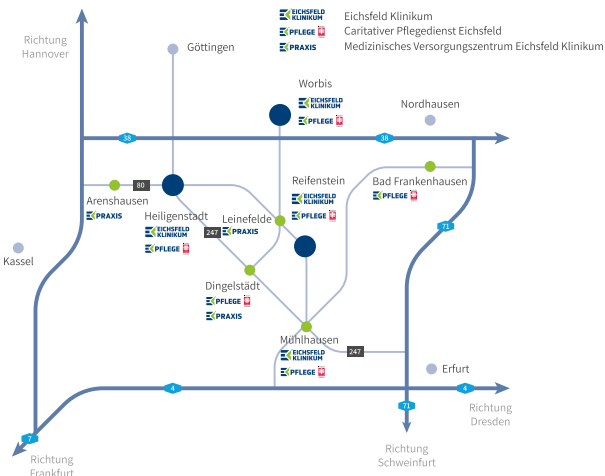 EICHSFELD
KLINIKUM
Eichsfeld Klinikum
PFLEGE
Caritativer Pflegedienst Eichsfeld
PRAXIS
Medizinisches Versorgungszentrum Eichsfeld Klinikum
Richtung
Hannover
Göttingen
Worbis
EICHSFELD
KLINIKUM
PFLEGE
Nordhausen
38
38
80
Arenshausen
PRAXIS
Heiligenstadt
EICHSFELD
KLINIKUM
PFLEGE
247
Leinefelde
PRAXIS
Reifenstein
EICHSFELD
KLINIKUM
PFLEGE
Bad Frankenhausen
PFLEGE
71
Kassel
Dingelstädt
PFLEGE
PRAXIS
Mühlhausen
EICHSFELD
KLINIKUM
PFLEGE
247
Erfurt
4
4
71
7
Richtung
Dresden
Richtung
Schweinfurt
Richtung
Frankfurt